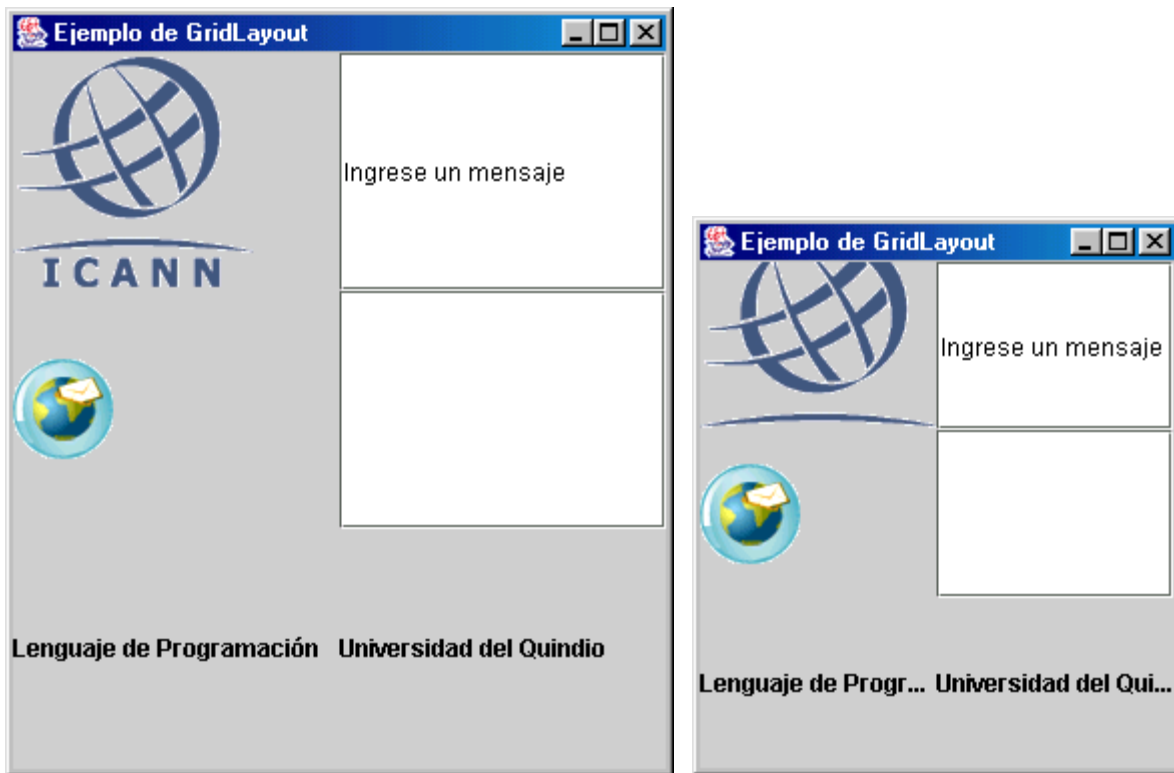 Ejemplo de GridLayout
Ingrese un mensaje
ICANN
Lenguaje de Programación
Universidad del Quindio
Ejemplo de GridLayout
Ingrese un mensaje
Lenguaje de Progr...
Universidad del Qui...